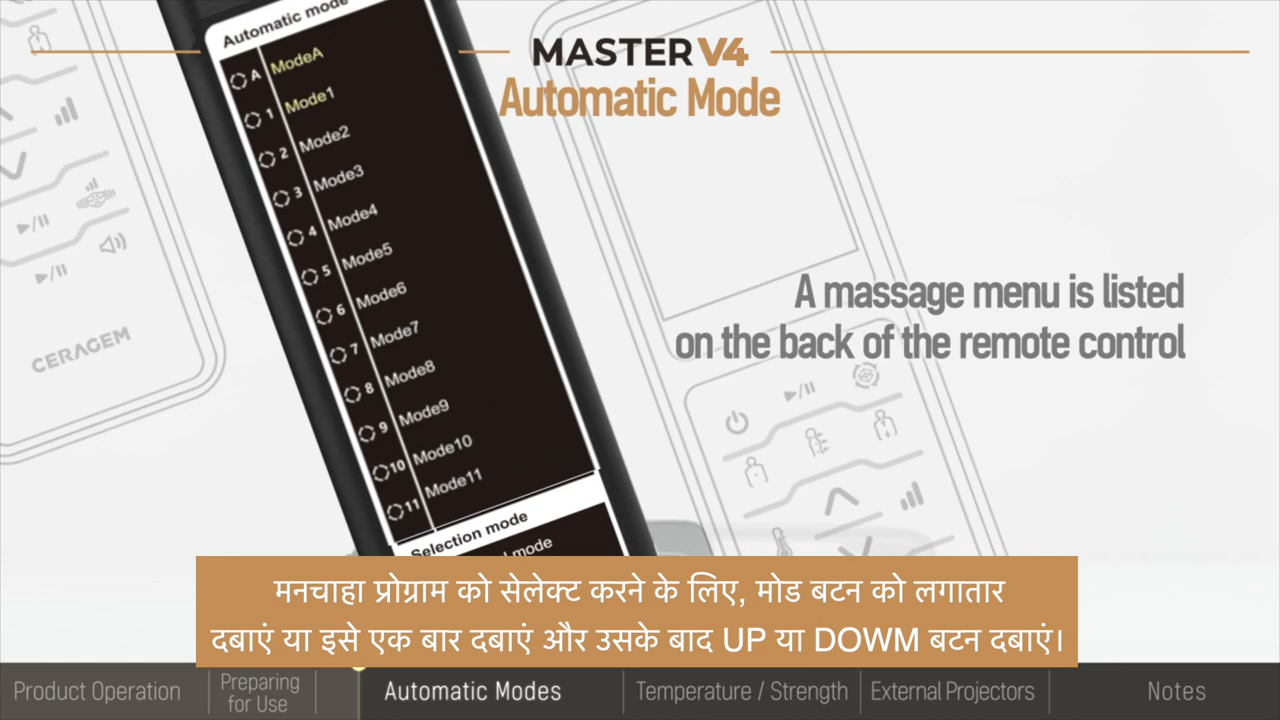 Automatic mode
A ModeA
1 Mode1
2 Mode2
3 Mode3
4 Mode4
5 Mode5
6 Mode6
7 Mode7
8 Mode8
9 Mode9
10 Mode10
11 Mode11
Selection mode
mode
CERAGEM
MASTER V4
Automatic Mode
A massage menu is listed
on the back of the remote control
मनचाहा प्रोग्राम को सेलेक्ट करने के लिए, मोड बटन को लगातार
दबाएं या इसे एक बार दबाएं और उसके बाद UP या DOWM बटन दबाएं।
Product Operation
Preparing
for Use
Automatic Modes
Temperature / Strength
External Projectors
Notes